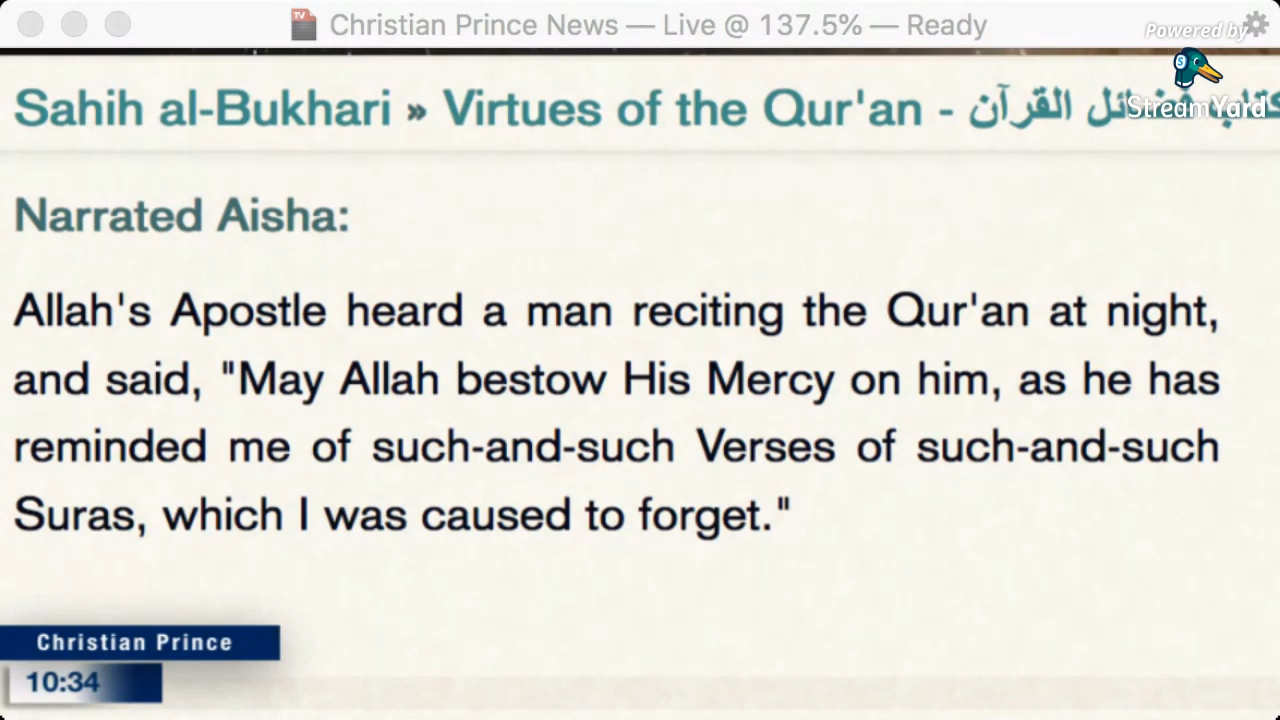 TV
Christian Prince News — Live @ 137.5% — Ready
Powered by
Sahih al-Bukhari » Virtues of the Qur'an - القرآن
StreamYard
Narrated Aisha:
Allah's Apostle heard a man reciting the Qur'an at night,
and said, "May Allah bestow His Mercy on him, as he has
reminded me of such-and-such Verses of such-and-such
Suras, which I was caused to forget."
Christian Prince
10:34